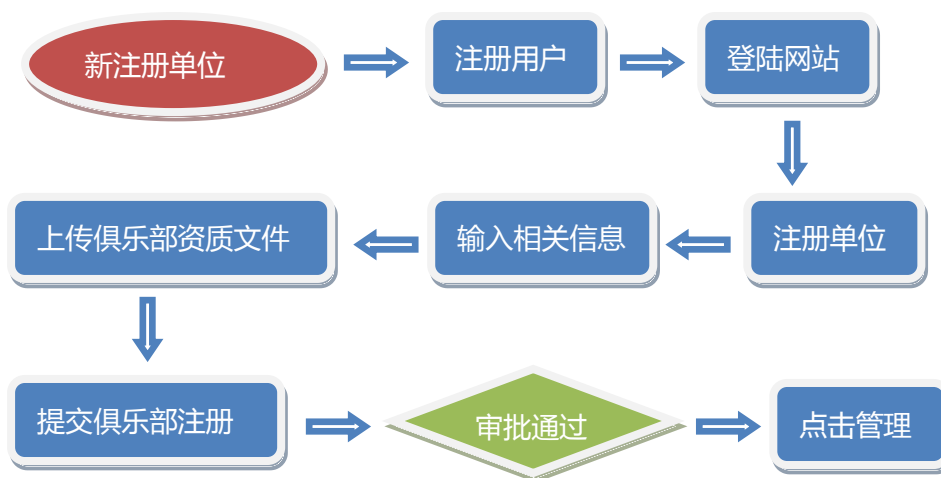 新注册单位
注册用户
登陆网站
注册单位
输入相关信息
上传俱乐部资质文件
提交俱乐部注册
审批通过
点击管理